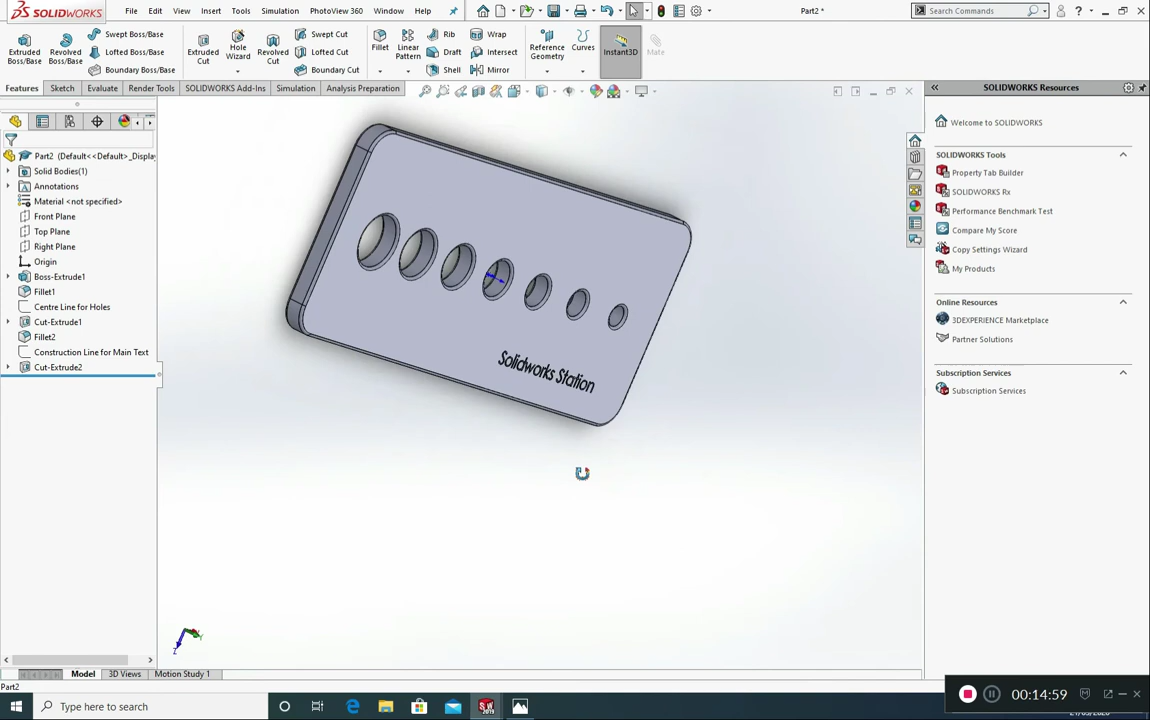 SOLIDWORKS File Edit View Insert Tools Simulation PhotoView 360 Window Help Part2 * Search Commands
Extruded Boss/Base Revolved Boss/Base Swept Boss/Base Lofted Boss/Base Boundary Boss/Base Extruded Cut Hole Wizard Revolved Cut Swept Cut Lofted Cut Boundary Cut Fillet Linear Pattern Rib Draft Shell Wrap Intersect Mirror Reference Geometry Curves Instant3D Mate
Features Sketch Evaluate Render Tools SOLIDWORKS Add-Ins Simulation Analysis Preparation
Part2 (Default<<Default>_Display
Solid Bodies(1)
Annotations
Material <not specified>
Front Plane
Top Plane
Right Plane
Origin
Boss-Extrude1
Fillet1
Centre Line for Holes
Cut-Extrude1
Fillet2
Construction Line for Main Text
Cut-Extrude2
Solidworks Station
Z
Y
SOLIDWORKS Resources
Welcome to SOLIDWORKS
SOLIDWORKS Tools
Property Tab Builder
SOLIDWORKS Rx
Performance Benchmark Test
Compare My Score
Copy Settings Wizard
My Products
Online Resources
3DEXPERIENCE Marketplace
Partner Solutions
Subscription Services
Subscription Services
Model 3D Views Motion Study 1
Part2
Type here to search
00:14:59